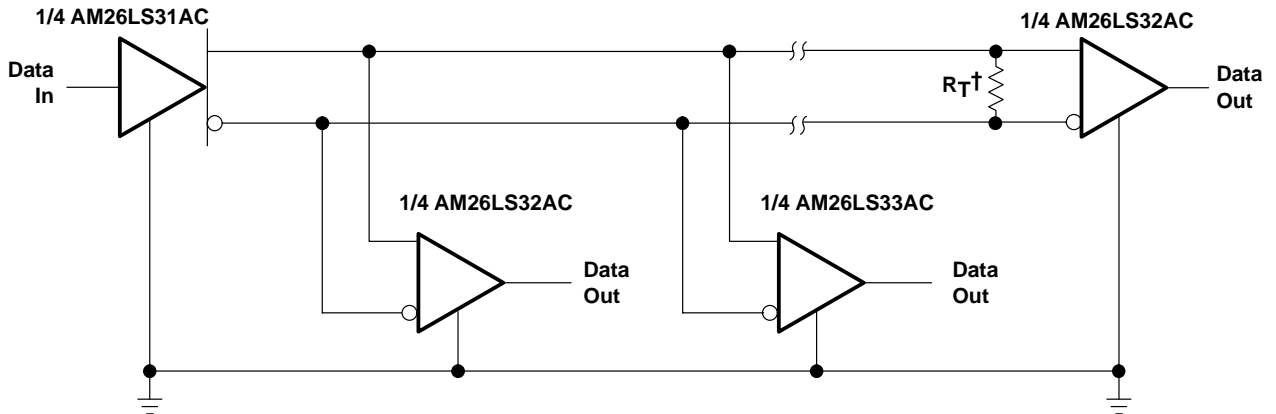 1/4 AM26LS31AC
1/4 AM26LS32AC
Data
In
RT†
Data
Out
1/4 AM26LS32AC
1/4 AM26LS33AC
Data
Out
Data
Out